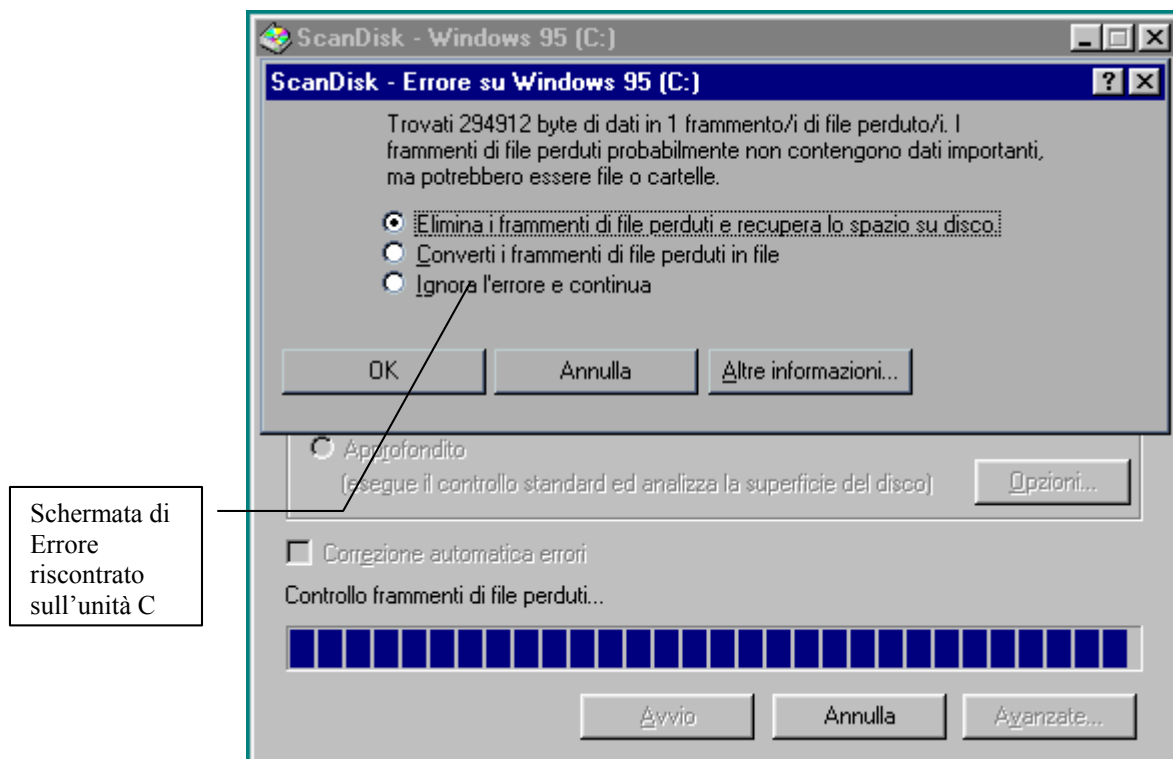 ScanDisk - Windows 95 (C:)
ScanDisk - Errore su Windows 95 (C:)
Trovati 294912 byte di dati in 1 frammento/i di file perduto/i. I
frammenti di file perduti probabilmente non contengono dati importanti,
ma potrebbero essere file o cartelle.
Elimina i frammenti di file perduti e recupera lo spazio su disco.
Converti i frammenti di file perduti in file
Ignora l'errore e continua
OK Annulla Altre informazioni...
Approfondito
(esegue il controllo standard ed analizza la superficie del disco)
Opzioni...
Correzione automatica errori
Controllo frammenti di file perduti...
Avvio Annulla Avanzate...
Schermata di
Errore
riscontrato
sull’unità C